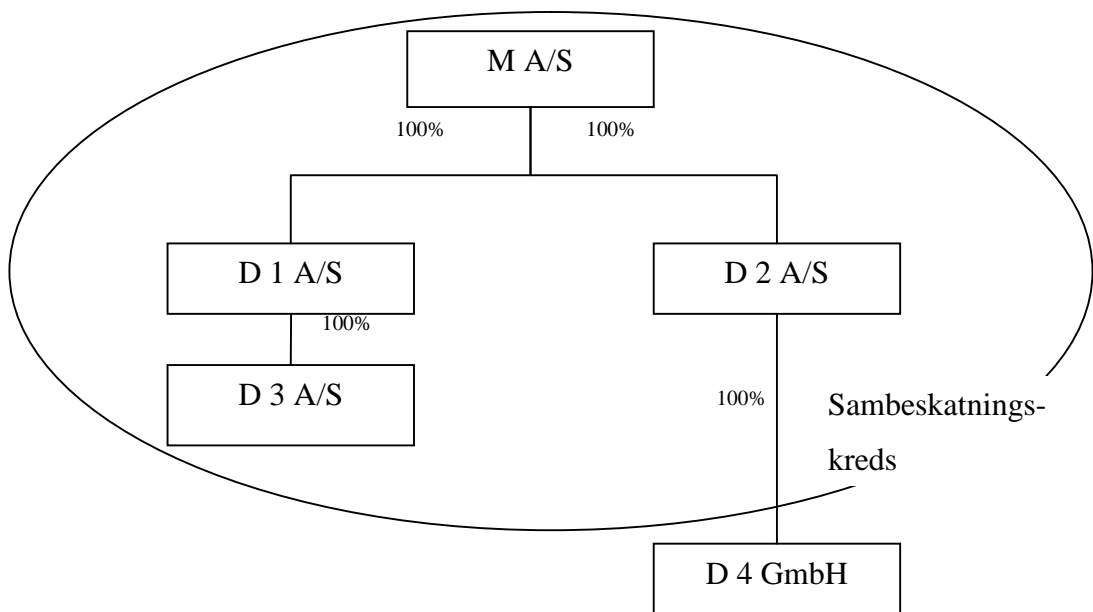 M A/S
100%
100%
D 1 A/S
D 2 A/S
100%
D 3 A/S
100%
Sambeskatnings-
kreds
D 4 GmbH